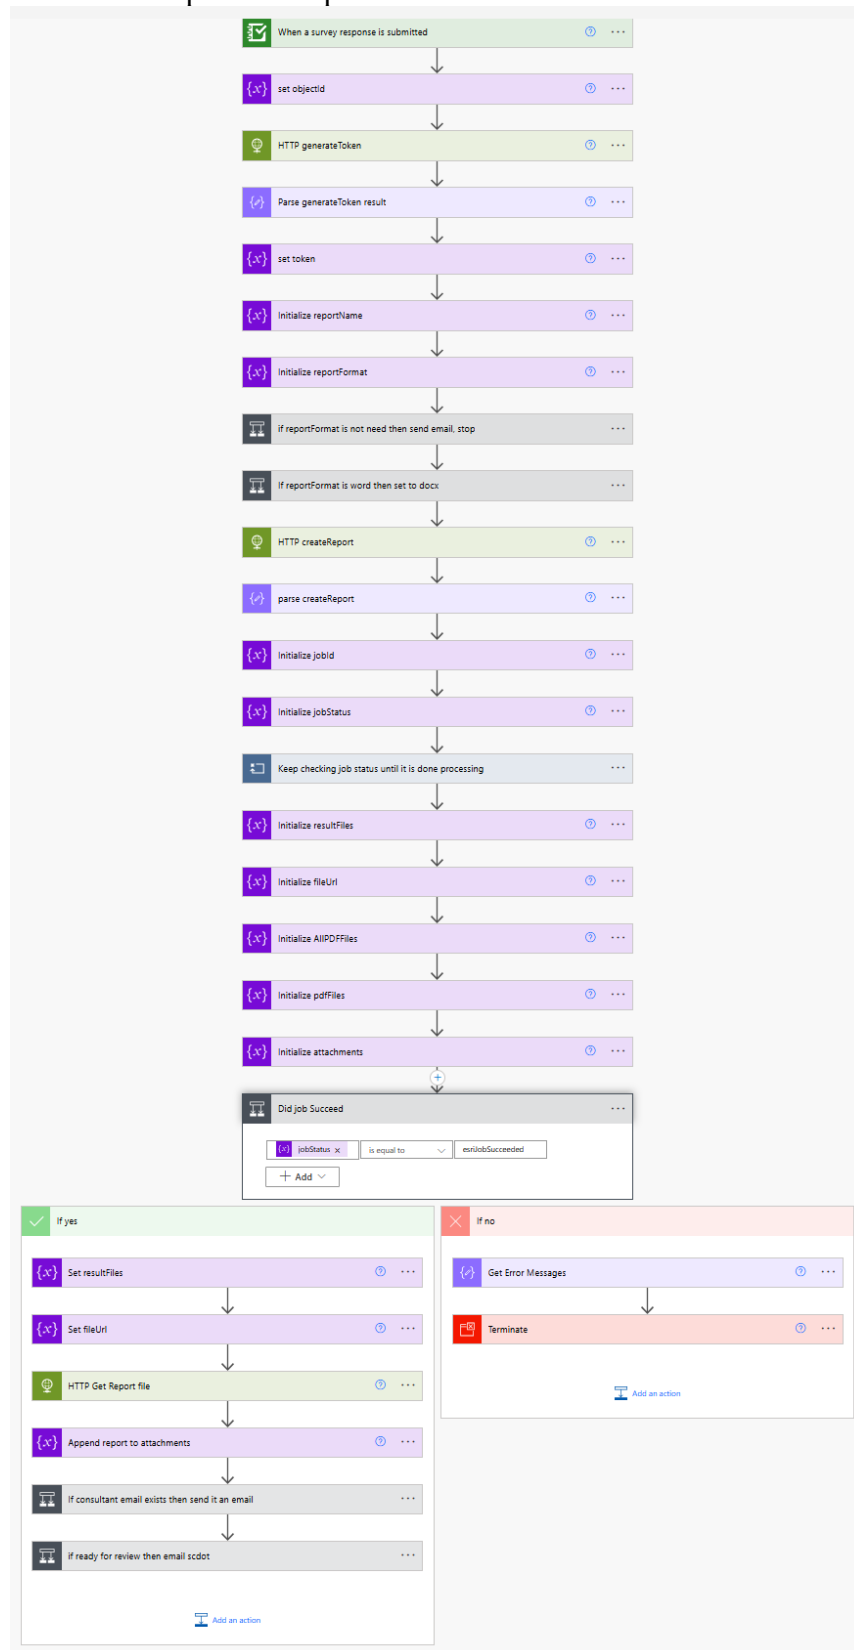 When a survey response is submitted
{x} set objectId
HTTP generateToken
Parse generateToken result
{x} set token
{x} Initialize reportName
{x} Initialize reportFormat
if reportFormat is not need then send email, stop
If reportFormat is word then set to docx
HTTP createReport
parse createReport
{x} Initialize jobId
{x} Initialize jobStatus
Keep checking job status until it is done processing
{x} Initialize resultFiles
{x} Initialize fileUrl
{x} Initialize AllPDFFiles
{x} Initialize pdfFiles
{x} Initialize attachments
Did job Succeed
{x} jobStatus x is equal to esriJobSucceeded
+ Add
If yes
{x} Set resultFiles
{x} Set fileUrl
HTTP Get Report file
{x} Append report to attachments
If consultant email exists then send it an email
if ready for review then email scdot
Add an action
If no
Get Error Messages
Terminate
Add an action